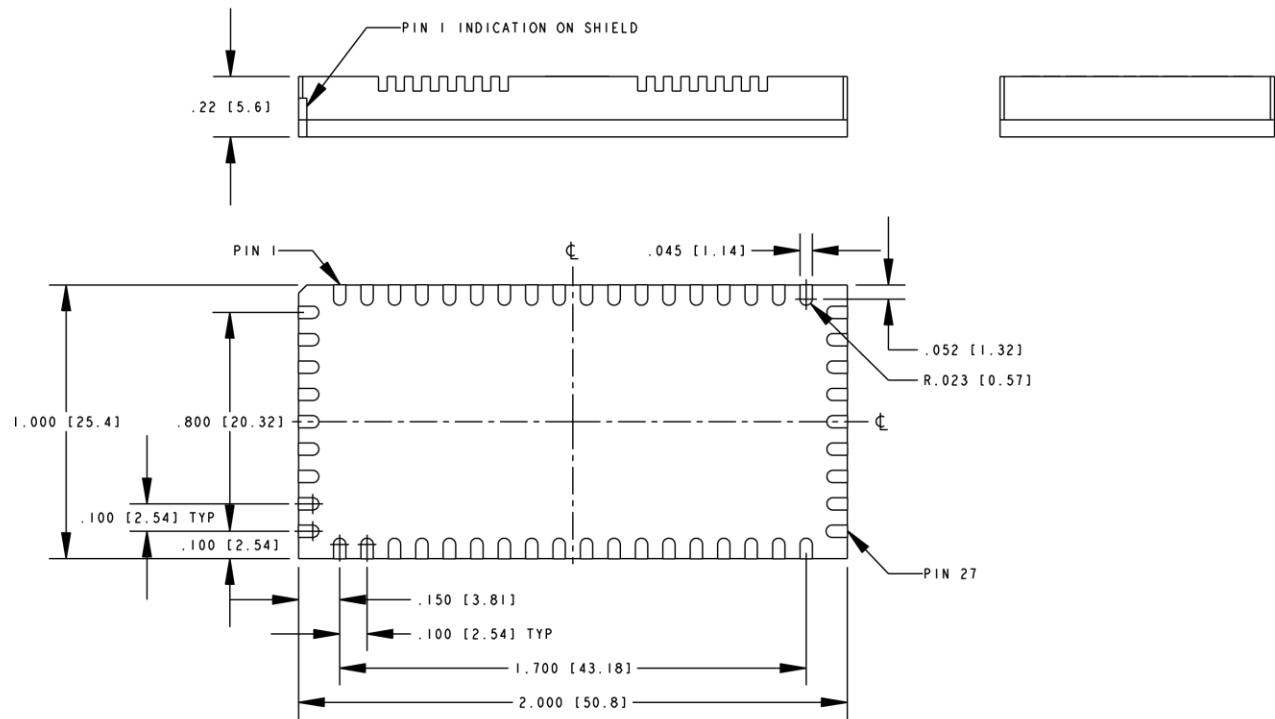 PIN 1 INDICATION ON SHIELD
.22 [5.6]
PIN 1
℄
.045 [1.14]
.052 [1.32]
R.023 [0.57]
1.000 [25.4]
.800 [20.32]
℄
.100 [2.54] TYP
.100 [2.54]
PIN 27
.150 [3.81]
.100 [2.54] TYP
1.700 [43.18]
2.000 [50.8]